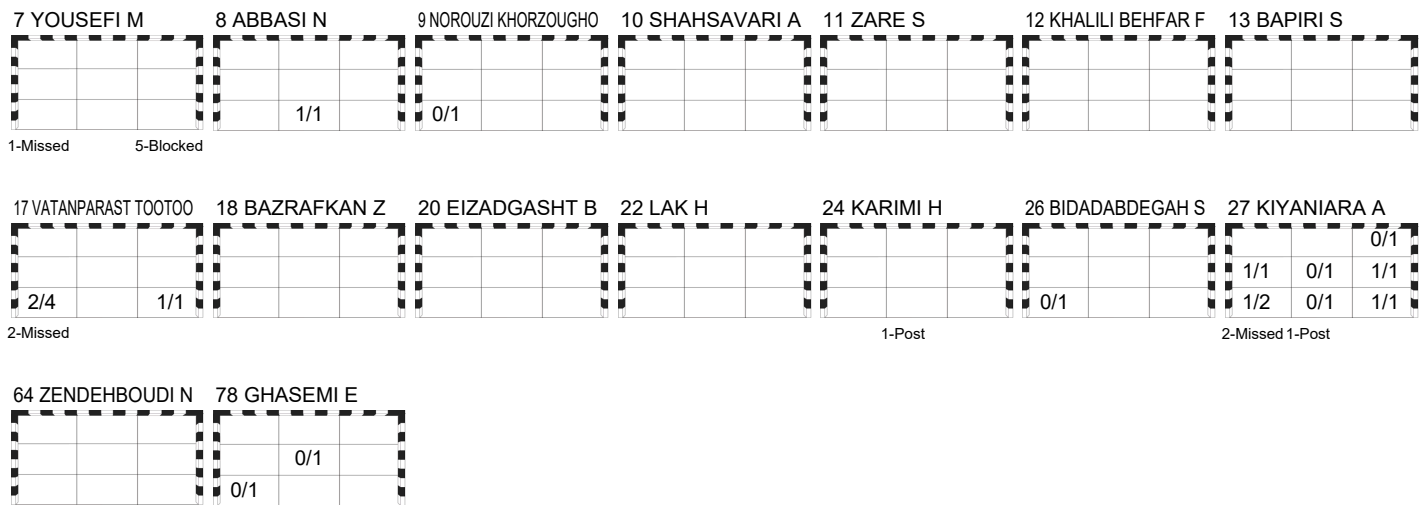 7 YOUSEFI M 8 ABBASI N 9 NOROUZI KHORZOUGHO 10 SHAHSAVARI A 11 ZARE S 12 KHALILI BEHFAR F 13 BAPIRI S
1/1 0/1
1-Missed 5-Blocked
17 VATANPARAST TOOTOO 18 BAZRAFKAN Z 20 EIZADGASHT B 22 LAK H 24 KARIMI H 26 BIDADABDEGAH S 27 KIYANIARA A
0/1
1/1 0/1 1/1
2/4 1/1 0/1 1/2 0/1 1/1
2-Missed 1-Post 2-Missed 1-Post
64 ZENDEHBOUDI N 78 GHASEMI E
0/1
0/1